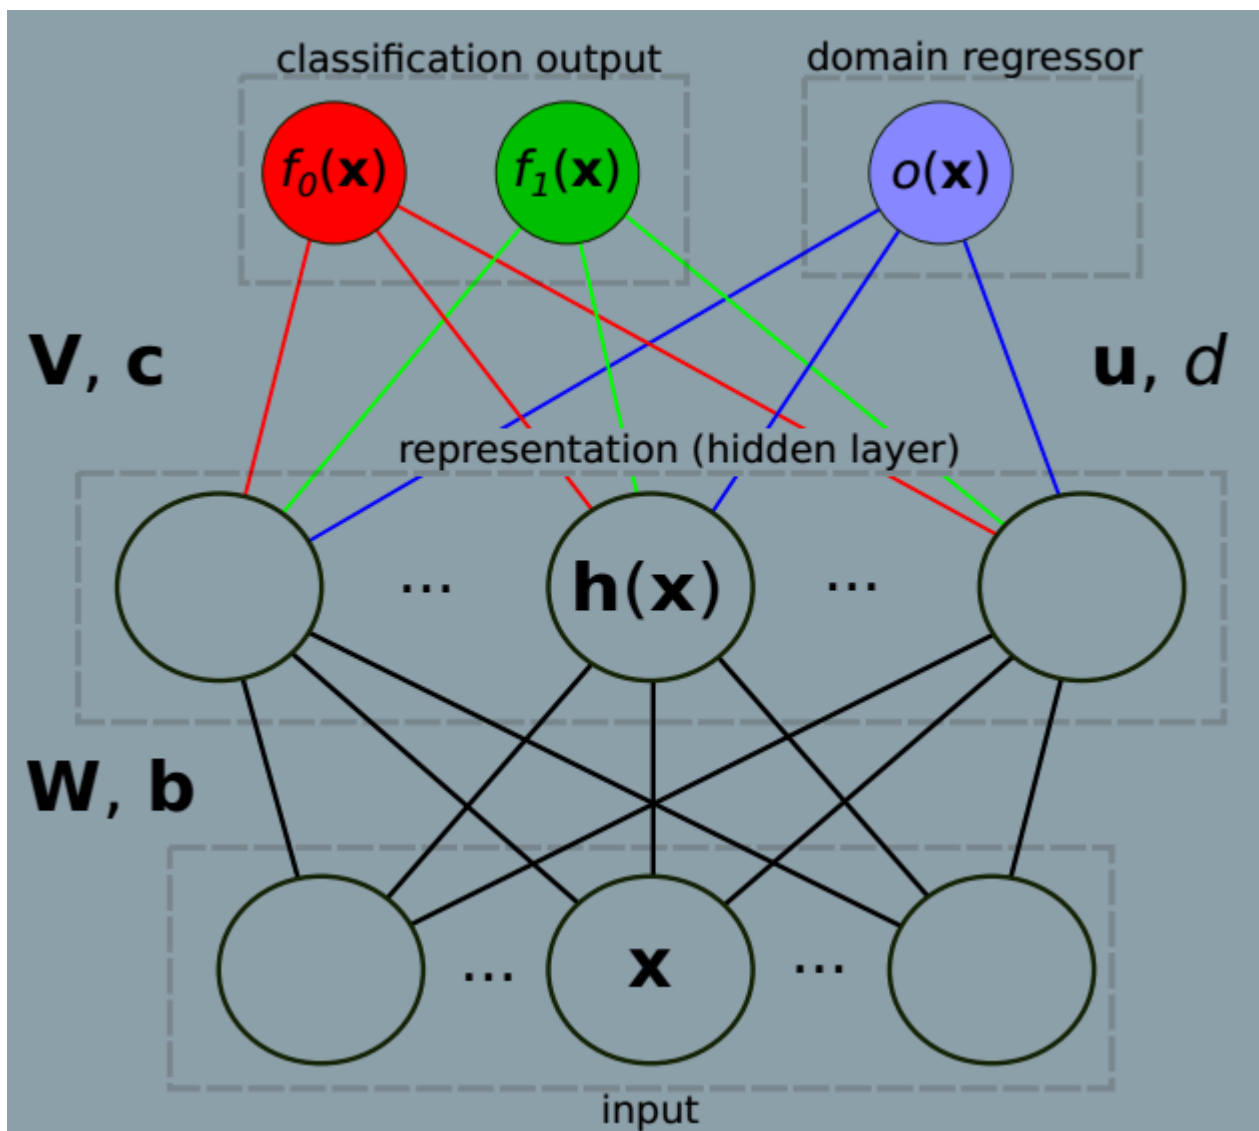 classification output
domain regressor
f₀(x)
f₁(x)
o(x)
V, c
u, d
representation (hidden layer)
...
h(x)
...
W, b
...
x
...
input